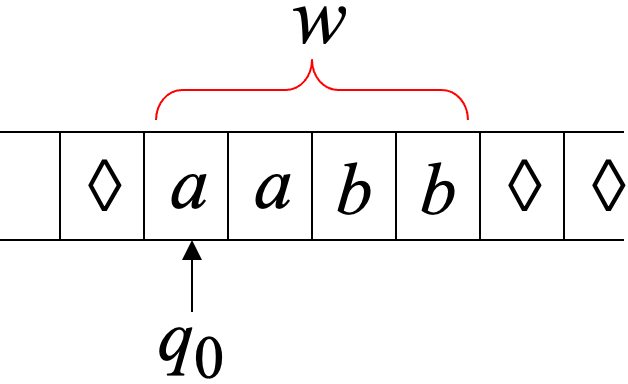 w
◊ a a b b ◊ ◊
q₀